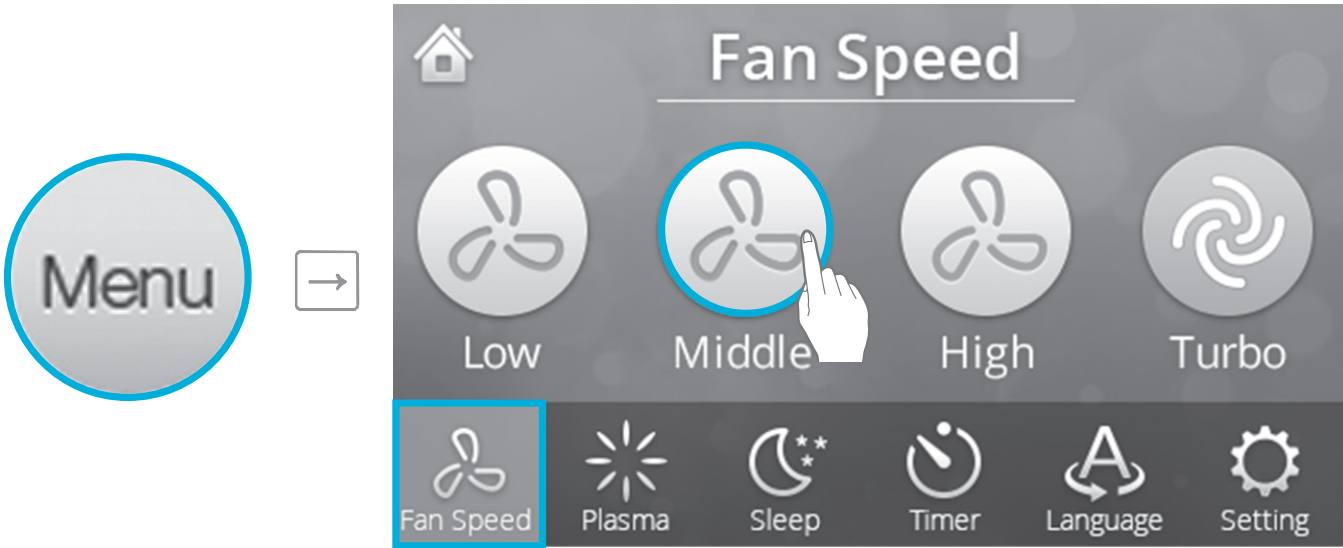 Menu
Fan Speed
Low
Middle
High
Turbo
Fan Speed
Plasma
Sleep
Timer
Language
Setting